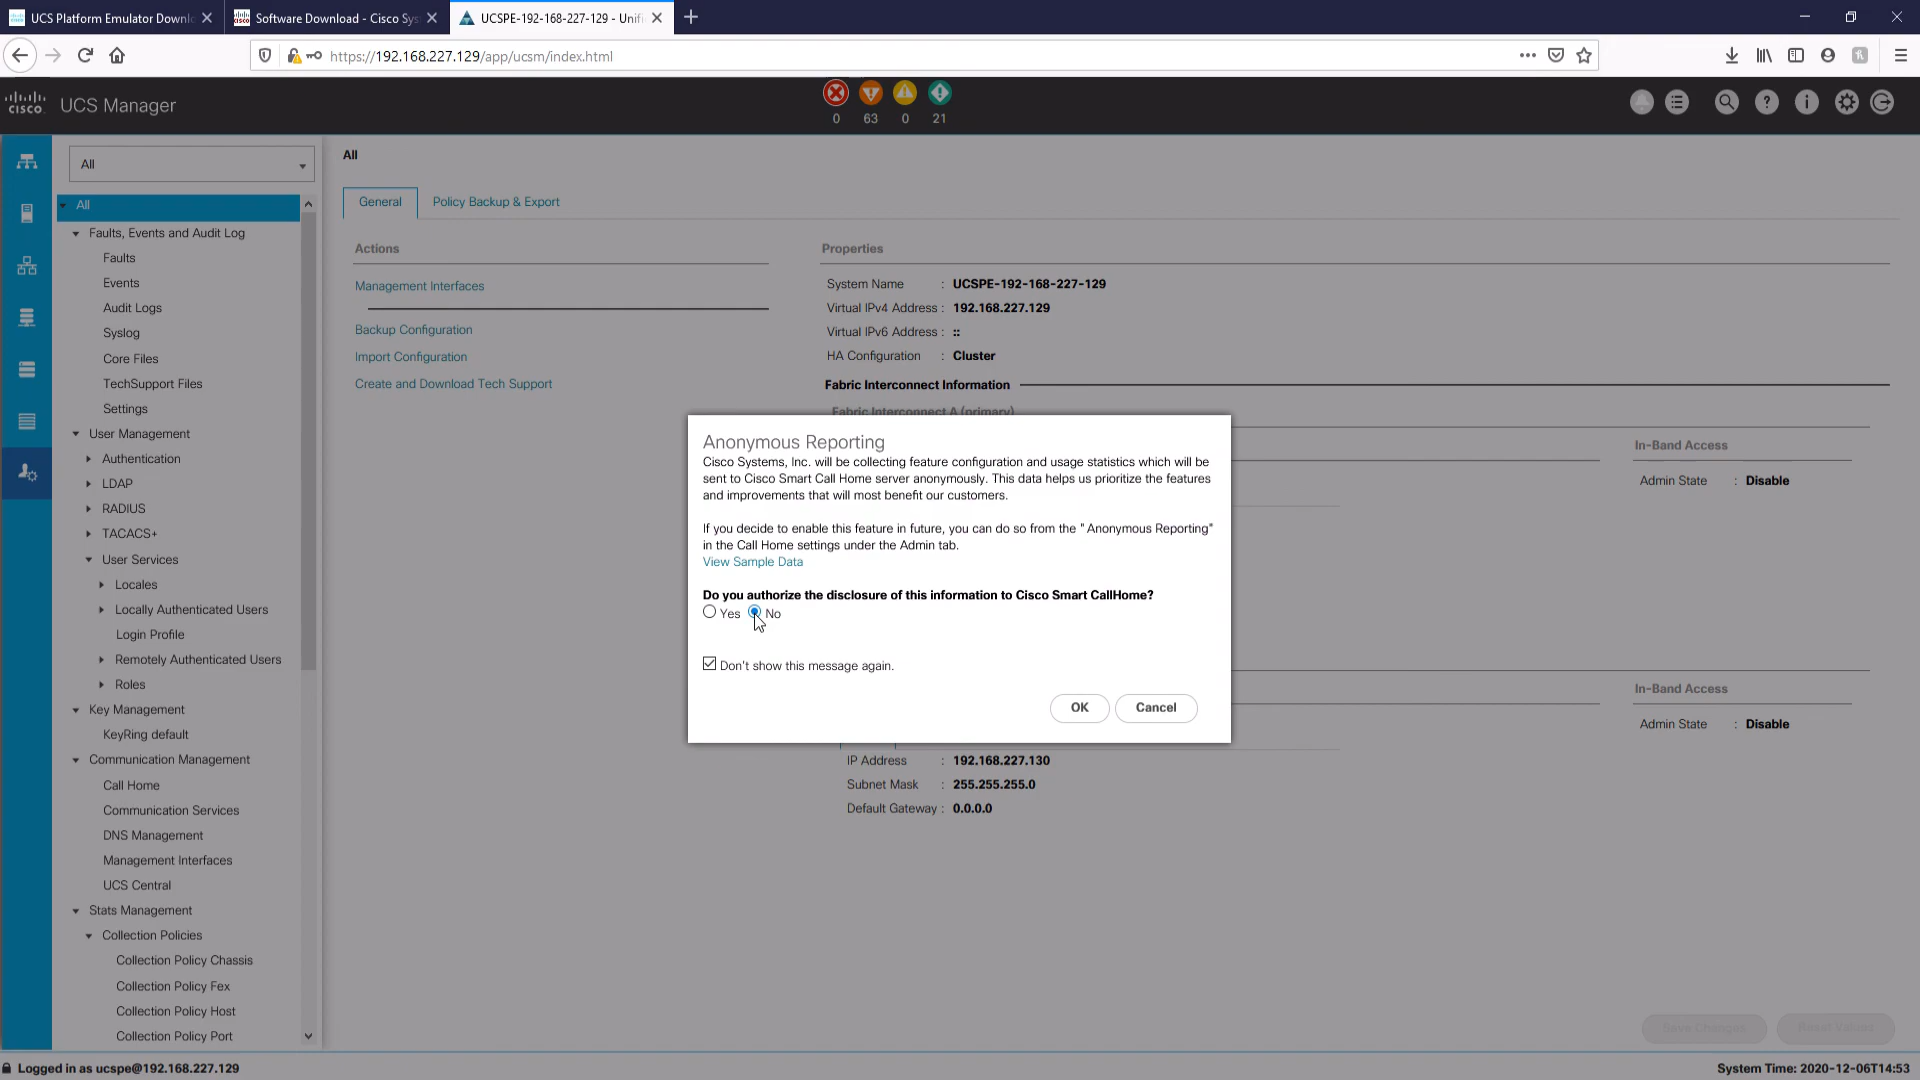 UCS Platform Emulator Downl
Software Download - Cisco Sys
UCSPE-192-168-227-129 - Unifi
https://192.168.227.129/app/ucsm/index.html
cisco
UCS Manager
0
63
0
21
All
All
Faults, Events and Audit Log
Faults
Events
Audit Logs
Syslog
Core Files
TechSupport Files
Settings
User Management
Authentication
LDAP
RADIUS
TACACS+
User Services
Locales
Locally Authenticated Users
Login Profile
Remotely Authenticated Users
Roles
Key Management
KeyRing default
Communication Management
Call Home
Communication Services
DNS Management
Management Interfaces
UCS Central
Stats Management
Collection Policies
Collection Policy Chassis
Collection Policy Fex
Collection Policy Host
Collection Policy Port
All
General
Policy Backup & Export
Actions
Management Interfaces
Backup Configuration
Import Configuration
Create and Download Tech Support
Properties
System Name : UCSPE-192-168-227-129
Virtual IPv4 Address : 192.168.227.129
Virtual IPv6 Address : ::
HA Configuration : Cluster
Fabric Interconnect Information
Fabric Interconnect A (primary)
In-Band Access
Admin State : Disable
Anonymous Reporting
Cisco Systems, Inc. will be collecting feature configuration and usage statistics which will be
sent to Cisco Smart Call Home server anonymously. This data helps us prioritize the features
and improvements that will most benefit our customers.
If you decide to enable this feature in future, you can do so from the "Anonymous Reporting"
in the Call Home settings under the Admin tab.
View Sample Data
Do you authorize the disclosure of this information to Cisco Smart CallHome?
Yes
No
Don't show this message again.
OK
Cancel
In-Band Access
Admin State : Disable
IP Address : 192.168.227.130
Subnet Mask : 255.255.255.0
Default Gateway : 0.0.0.0
Save Changes
Reset Values
Logged in as ucspe@192.168.227.129
System Time: 2020-12-06T14:53